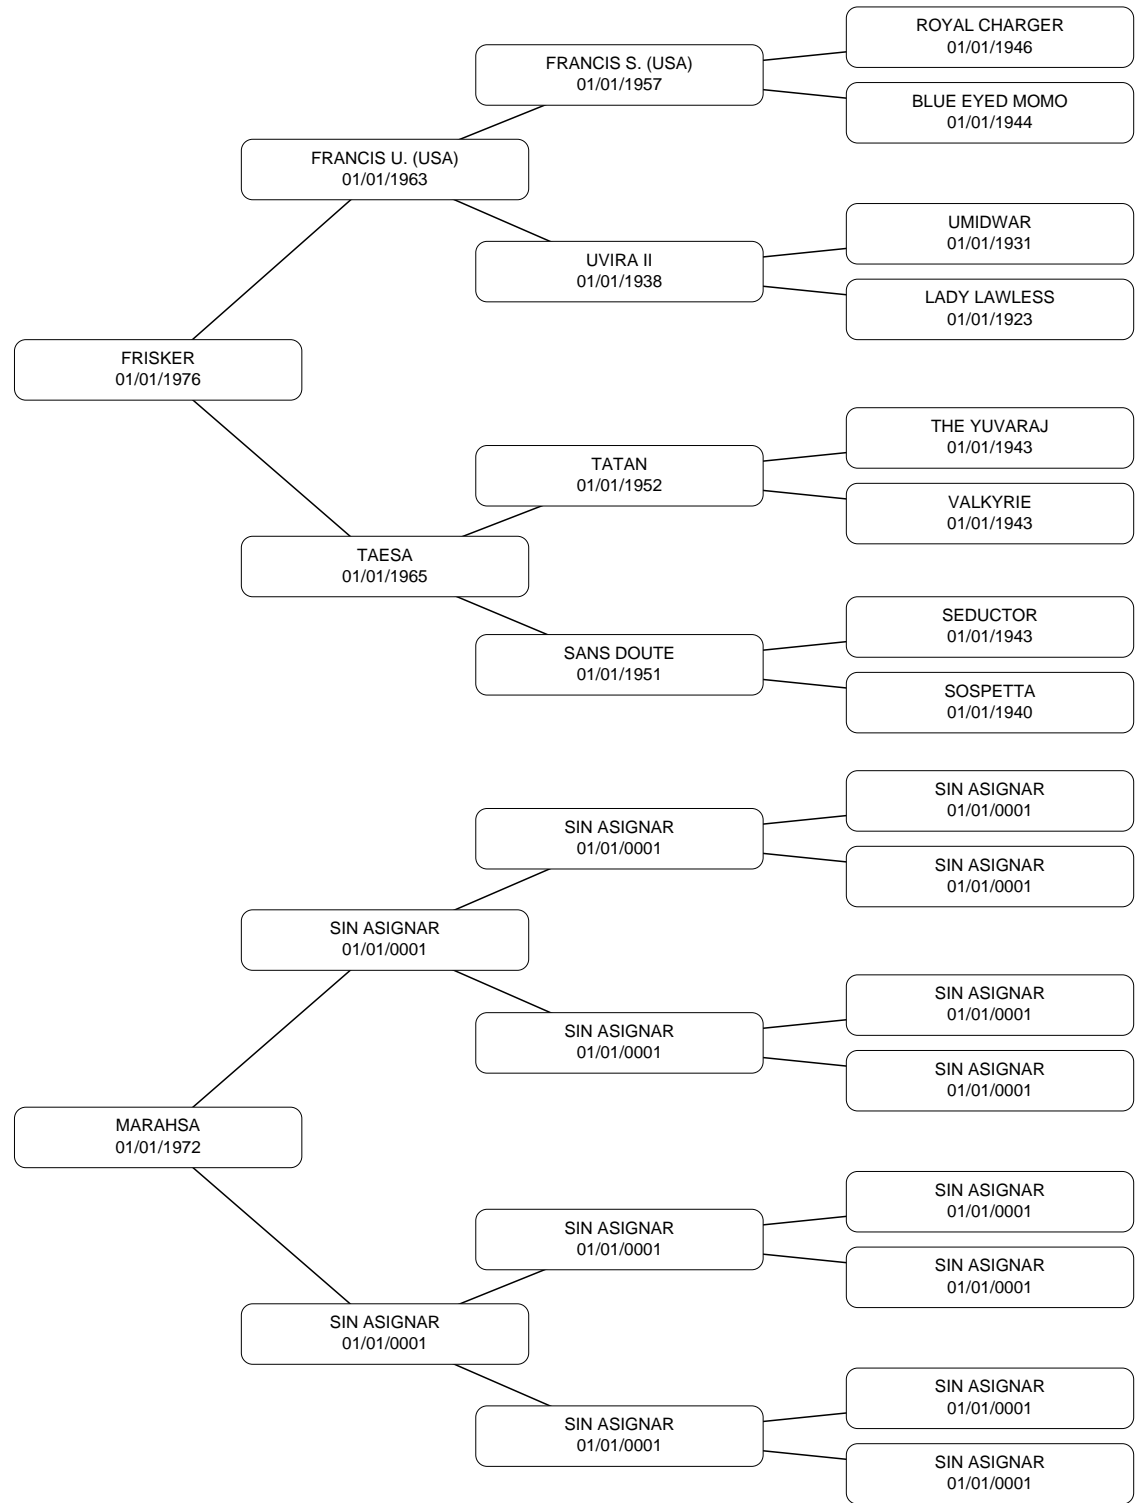 ROYAL CHARGER
01/01/1946
FRANCIS S. (USA)
01/01/1957
BLUE EYED MOMO
01/01/1944
FRANCIS U. (USA)
01/01/1963
UMIDWAR
01/01/1931
UVIRA II
01/01/1938
LADY LAWLESS
01/01/1923
FRISKER
01/01/1976
THE YUVARAJ
01/01/1943
TATAN
01/01/1952
VALKYRIE
01/01/1943
TAESA
01/01/1965
SEDUCTOR
01/01/1943
SANS DOUTE
01/01/1951
SOSPETTA
01/01/1940
SIN ASIGNAR
01/01/0001
SIN ASIGNAR
01/01/0001
SIN ASIGNAR
01/01/0001
SIN ASIGNAR
01/01/0001
SIN ASIGNAR
01/01/0001
SIN ASIGNAR
01/01/0001
SIN ASIGNAR
01/01/0001
MARAHSA
01/01/1972
SIN ASIGNAR
01/01/0001
SIN ASIGNAR
01/01/0001
SIN ASIGNAR
01/01/0001
SIN ASIGNAR
01/01/0001
SIN ASIGNAR
01/01/0001
SIN ASIGNAR
01/01/0001
SIN ASIGNAR
01/01/0001